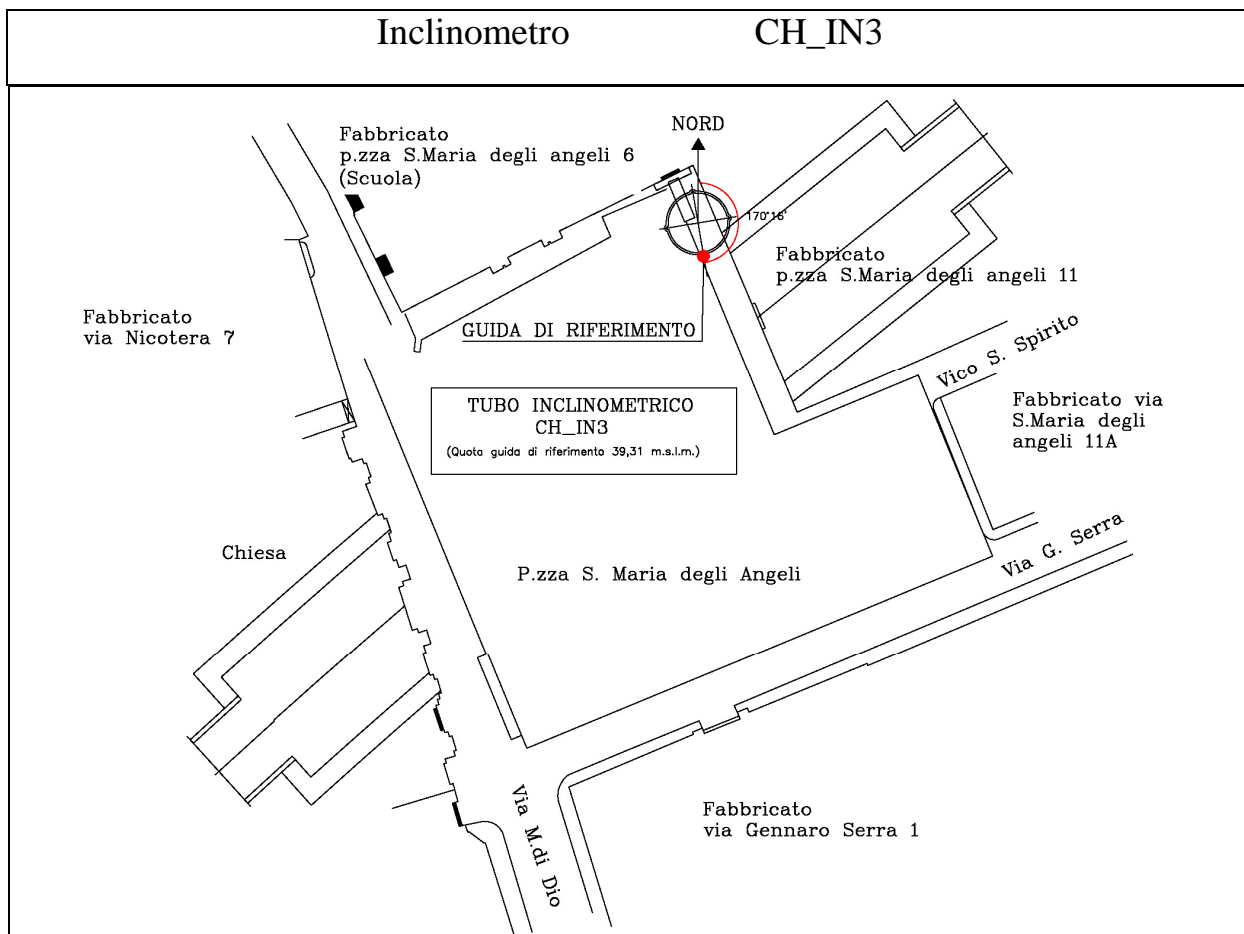 Inclinometro CH_IN3
NORD
Fabbricato
p.zza S.Maria degli angeli 6
(Scuola)
170°16'
Fabbricato
p.zza S.Maria degli angeli 11
Fabbricato
via Nicotera 7
GUIDA DI RIFERIMENTO
Vico S. Spirito
TUBO INCLINOMETRICO
CH_IN3
(Quota guida di riferimento 39,31 m.s.l.m.)
Fabbricato via
S.Maria degli
angeli 11A
Chiesa
P.zza S. Maria degli Angeli
Via G. Serra
Via M.di Dio
Fabbricato
via Gennaro Serra 1